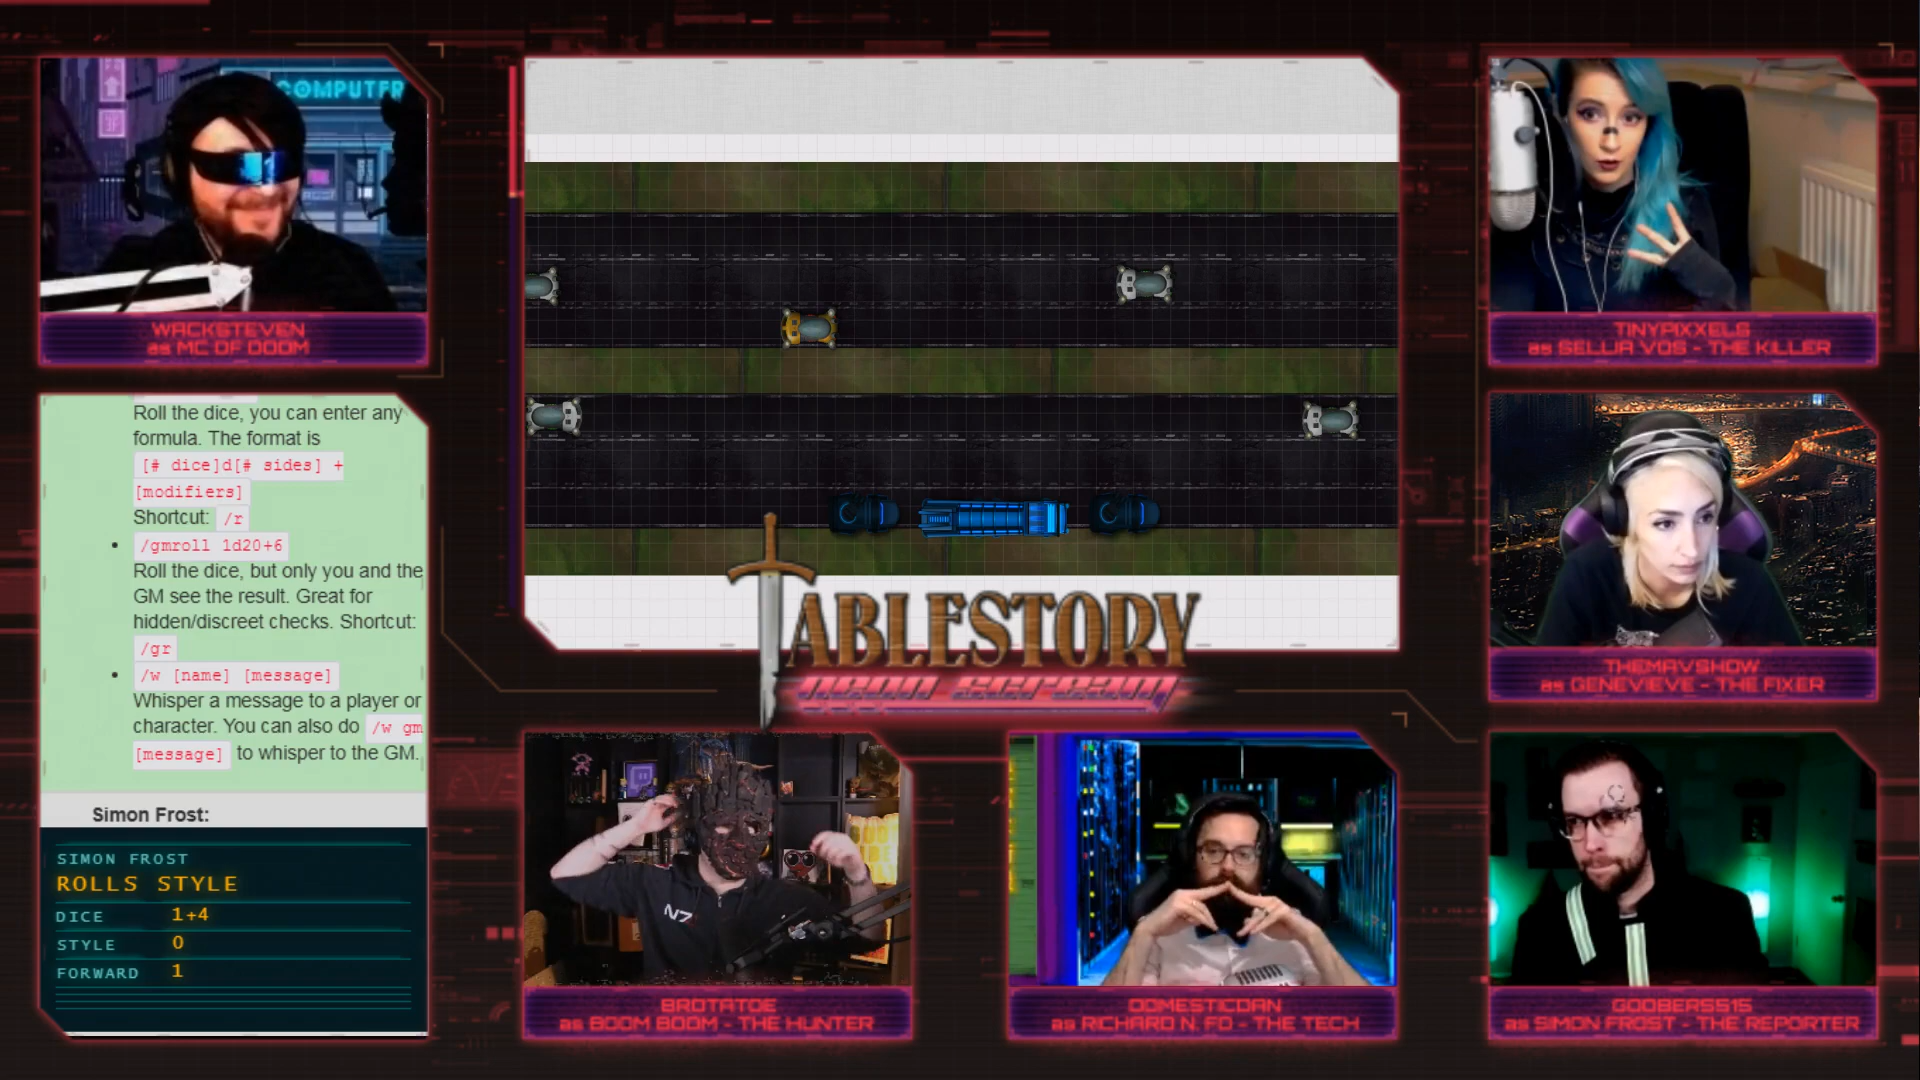 COMPUTER
WACKSTEVEN
as MC OF DOOM
Roll the dice, you can enter any
formula. The format is
[# dice]d[# sides] +
[modifiers]
Shortcut: /r
• /gmroll 1d20+6
Roll the dice, but only you and the
GM see the result. Great for
hidden/discreet checks. Shortcut:
/gr
• /w [name] [message]
Whisper a message to a player or
character. You can also do /w gm
[message] to whisper to the GM.
Simon Frost:
SIMON FROST
ROLLS STYLE
DICE 1+4
STYLE 0
FORWARD 1
TABLESTORY
neon scream
N7
BROTATOE
as BOOM BOOM - THE HUNTER
DOMESTICDAN
as RICHARD N. FO - THE TECH
TINYPIXXELS
as SELLIA VOS - THE KILLER
THEMAVSHOW
as GENEVIEVE - THE FIXER
GOOBERS515
as SIMON FROST - THE REPORTER